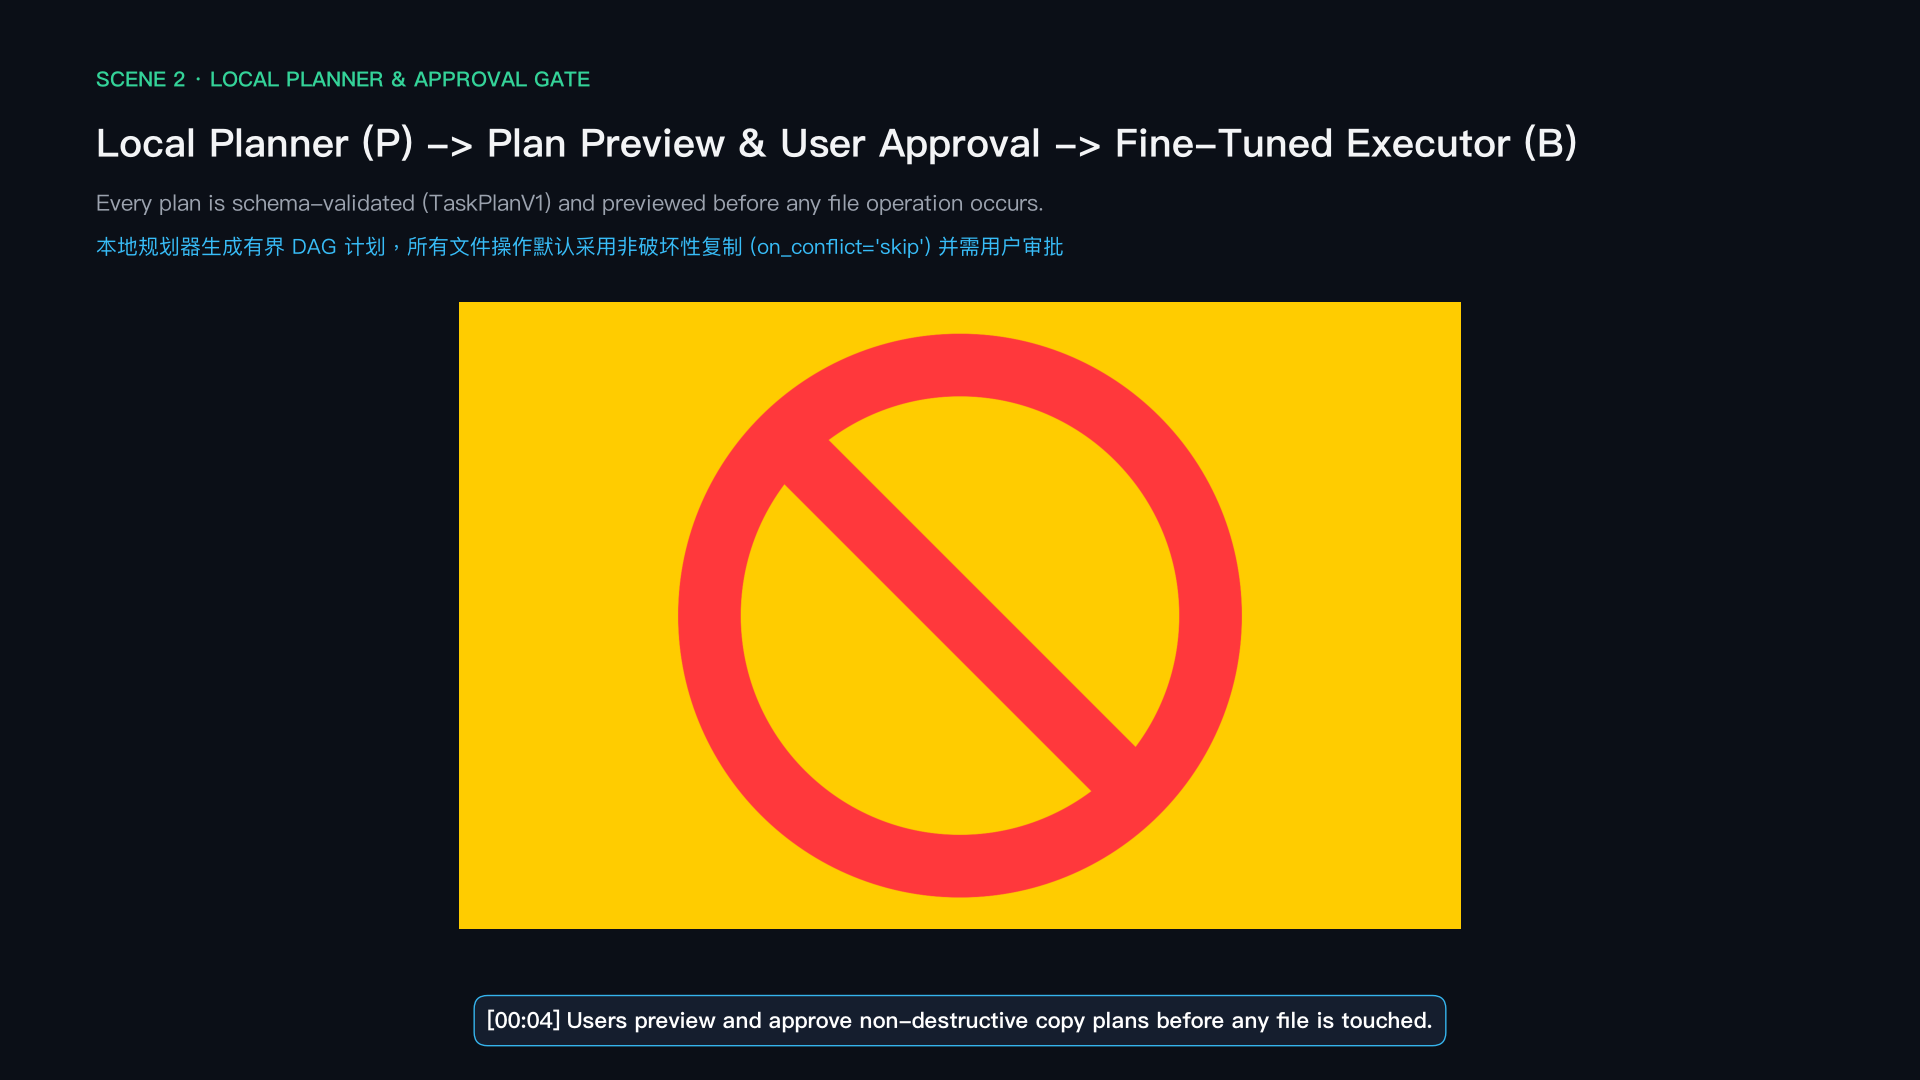 SCENE 2 · LOCAL PLANNER & APPROVAL GATE
Local Planner (P) –> Plan Preview & User Approval –> Fine–Tuned Executor (B)
Every plan is schema–validated (TaskPlanV1) and previewed before any file operation occurs.
本地规划器生成有界 DAG 计划，所有文件操作默认采用非破坏性复制 (on_conflict='skip') 并需用户审批
[00:04] Users preview and approve non–destructive copy plans before any file is touched.